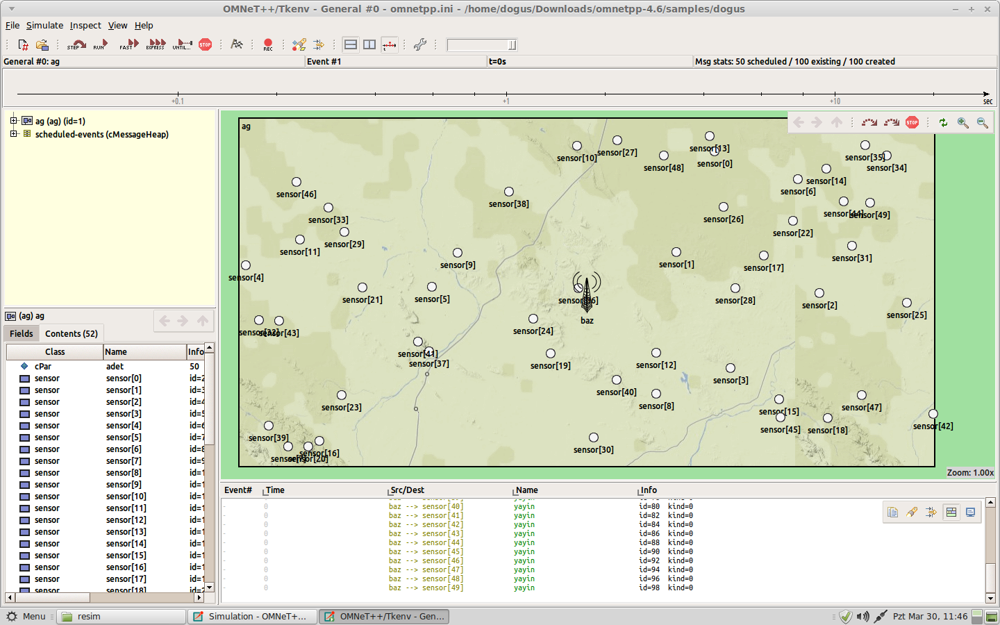 OMNeT++/Tkenv - General #0 - omnetpp.ini - /home/dogus/Downloads/omnetpp-4.6/samples/dogus
File Simulate Inspect View Help
STEP RUN FAST EXPRESS UNTIL... STOP REC
General #0: ag Event #1 t=0s Msg stats: 50 scheduled / 100 existing / 100 created
+0.1 +1 +10 sec
ag (ag) (id=1)
scheduled-events (cMessageHeap)
(ag) ag
Fields Contents (52)
Class Name Info
cPar adet 50
sensor sensor[0] id=2
sensor sensor[1] id=3
sensor sensor[2] id=4
sensor sensor[3] id=5
sensor sensor[4] id=6
sensor sensor[5] id=7
sensor sensor[6] id=8
sensor sensor[7] id=9
sensor sensor[8] id=1
sensor sensor[9] id=1
sensor sensor[10] id=1
sensor sensor[11] id=1
sensor sensor[12] id=1
sensor sensor[13] id=1
sensor sensor[14] id=1
sensor sensor[15] id=1
sensor sensor[16] id=1
sensor sensor[17] id=1
sensor sensor[18] id=2
ag
STOP
sensor[13]
sensor[27]
sensor[10]
sensor[0]
sensor[48]
sensor[35]
sensor[34]
sensor[14]
sensor[6]
sensor[46]
sensor[38]
sensor[44]
sensor[49]
sensor[33]
sensor[26]
sensor[22]
sensor[29]
sensor[11]
sensor[31]
sensor[9]
sensor[1]
sensor[17]
sensor[4]
sensor[21]
sensor[5]
sensor[28]
sensor[2]
sensor[25]
baz
sensor[43]
sensor[24]
sensor[41]
sensor[37]
sensor[19]
sensor[12]
sensor[3]
sensor[40]
sensor[8]
sensor[23]
sensor[15]
sensor[47]
sensor[45]
sensor[18]
sensor[42]
sensor[39]
sensor[30]
sensor[16]
sensor[20]
Zoom: 1.00x
Event# Time Src/Dest Name Info
- 0 baz --> sensor[40] yayin id=80 kind=0
- 0 baz --> sensor[41] yayin id=82 kind=0
- 0 baz --> sensor[42] yayin id=84 kind=0
- 0 baz --> sensor[43] yayin id=86 kind=0
- 0 baz --> sensor[44] yayin id=88 kind=0
- 0 baz --> sensor[45] yayin id=90 kind=0
- 0 baz --> sensor[46] yayin id=92 kind=0
- 0 baz --> sensor[47] yayin id=94 kind=0
- 0 baz --> sensor[48] yayin id=96 kind=0
- 0 baz --> sensor[49] yayin id=98 kind=0
Menu resim Simulation - OMNeT+... OMNeT++/Tkenv - Gen... Pzt Mar 30, 11:46